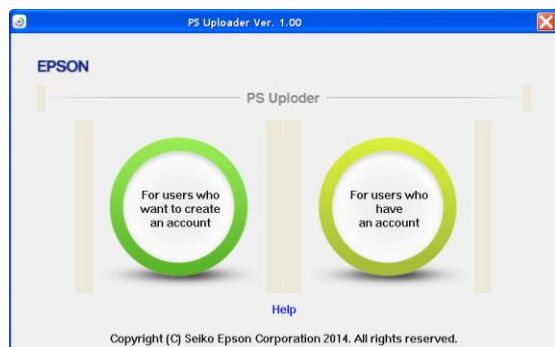 PS Uploader Ver. 1.00
EPSON
PS Uploder
For users who
want to create
an account
For users who
have
an account
Help
Copyright (C) Seiko Epson Corporation 2014. All rights reserved.